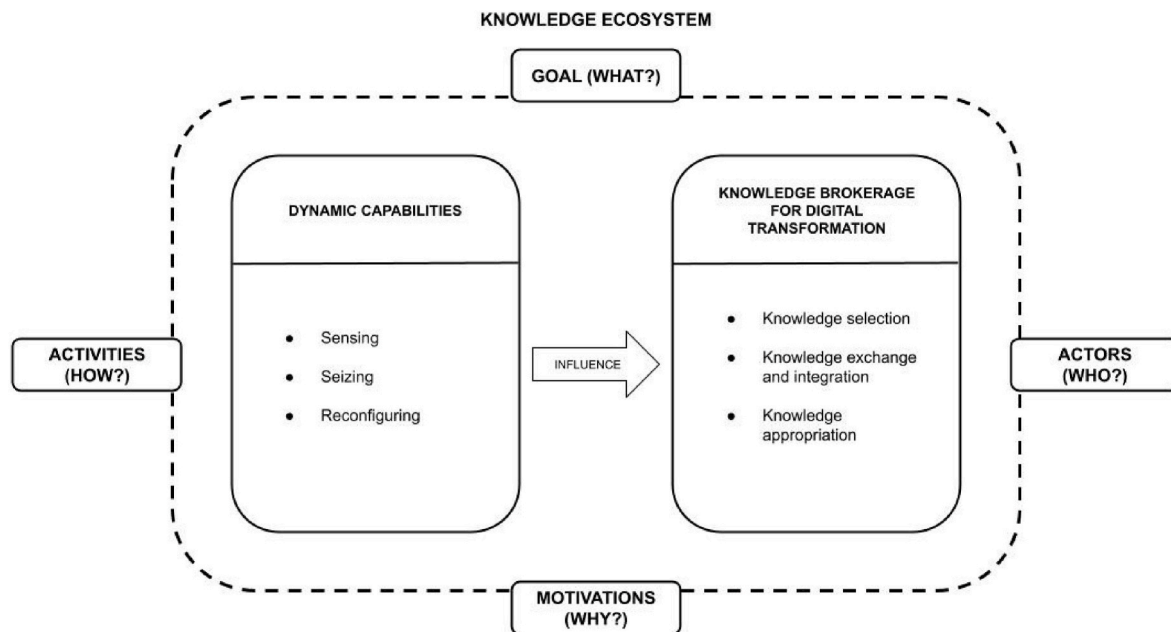 KNOWLEDGE ECOSYSTEM
GOAL (WHAT?)
DYNAMIC CAPABILITIES
KNOWLEDGE BROKERAGE
FOR DIGITAL
TRANSFORMATION
ACTIVITIES
(HOW?)
● Sensing
● Seizing
● Reconfiguring
INFLUENCE
● Knowledge selection
● Knowledge exchange
and integration
● Knowledge
appropriation
ACTORS
(WHO?)
MOTIVATIONS
(WHY?)